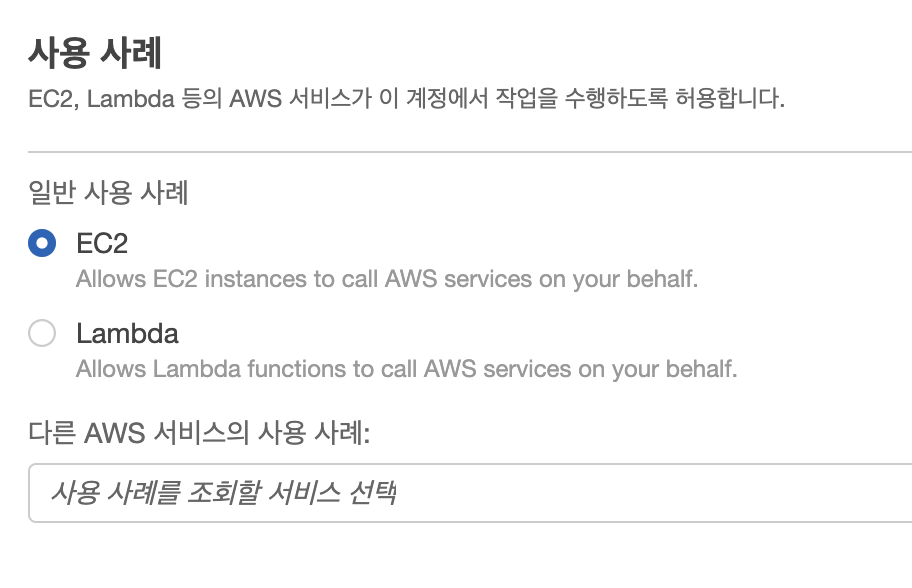 사용 사례
EC2, Lambda 등의 AWS 서비스가 이 계정에서 작업을 수행하도록 허용합니다.
일반 사용 사례
EC2
Allows EC2 instances to call AWS services on your behalf.
Lambda
Allows Lambda functions to call AWS services on your behalf.
다른 AWS 서비스의 사용 사례:
사용 사례를 조회할 서비스 선택